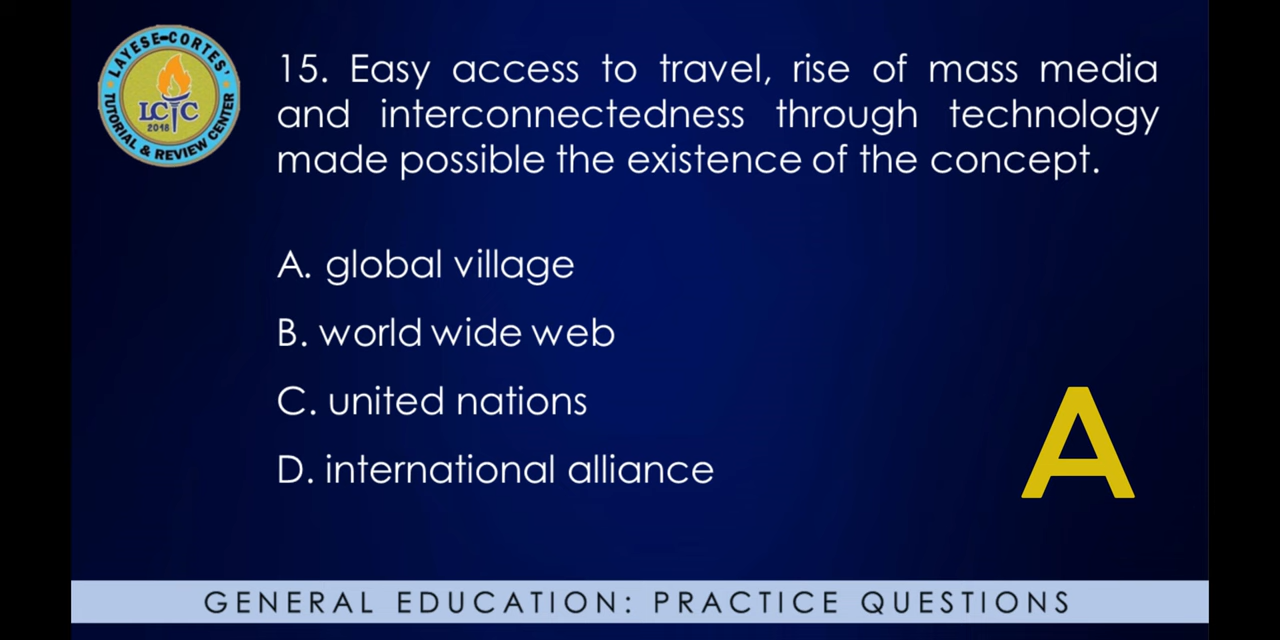 LAYESE-CORTES'
LCTC
2018
TUTORIAL & REVIEW CENTER
15. Easy access to travel, rise of mass media
and interconnectedness through technology
made possible the existence of the concept.
A. global village
B. world wide web
C. united nations
D. international alliance
A
GENERAL EDUCATION: PRACTICE QUESTIONS